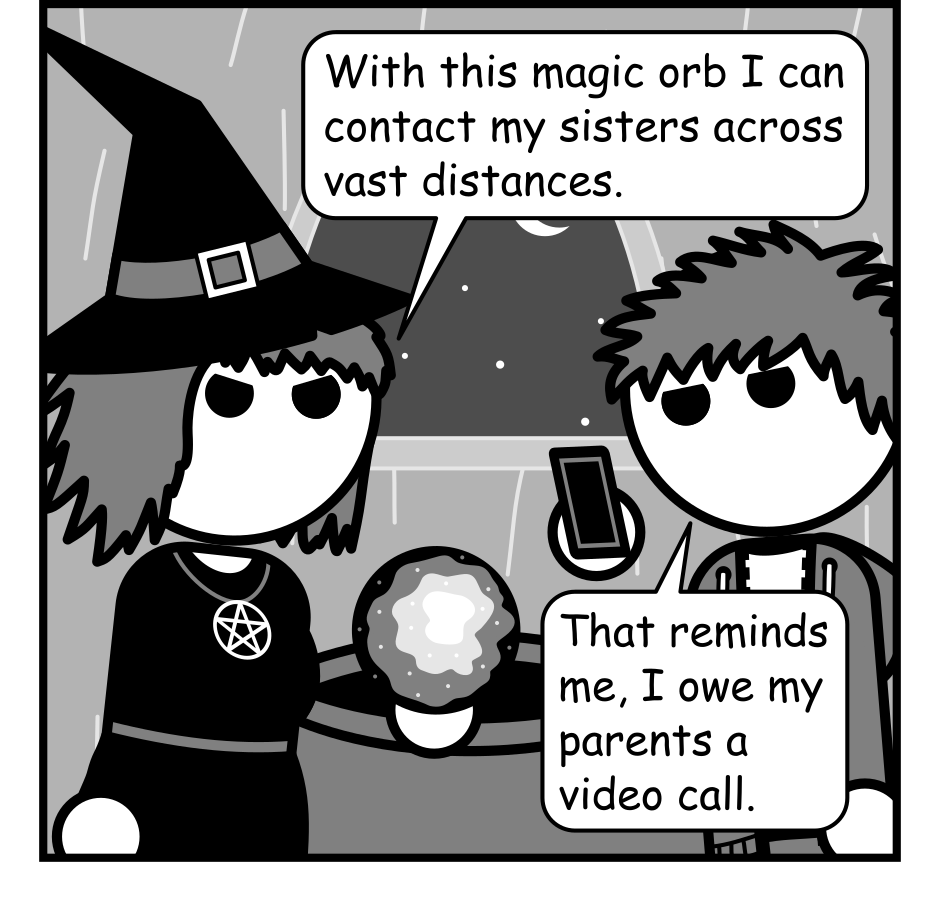 With this magic orb I can
contact my sisters across
vast distances.
That reminds
me, I owe my
parents a
video call.